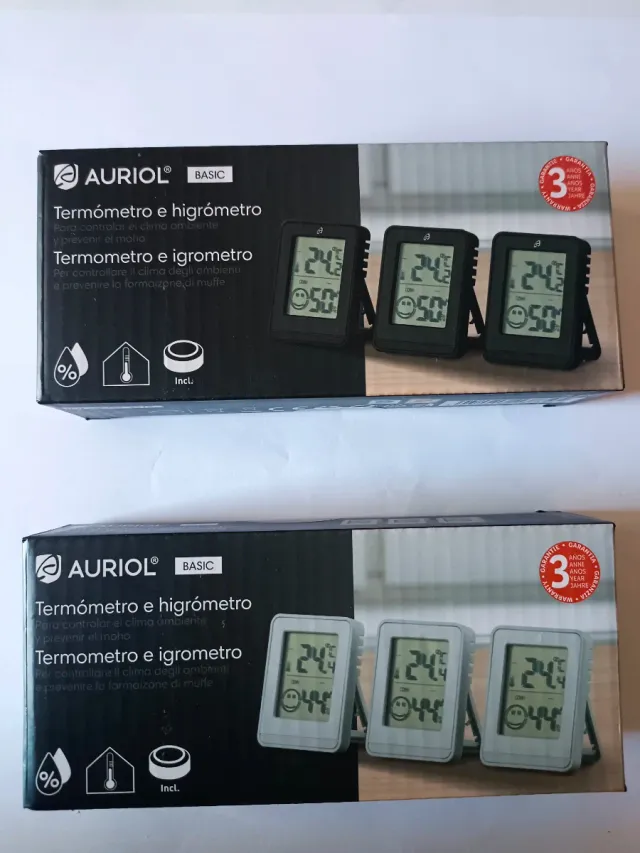 AURIOL®
BASIC
Termómetro e higrómetro
Para controlar el clima ambiente
y prevenir el moho
Termometro e igrometro
Per controllare il clima degli ambienti
e prevenire la formazione di muffe
%
Incl.
GARANTIE • GARANTIA • GARANZIA • WARRANTY
3
AÑOS
ANNI
AÑOS
YEAR
JAHRE
24.2 °C
50%
24.2 °C
50%
24.2 °C
50%
AURIOL®
BASIC
Termómetro e higrómetro
Para controlar el clima ambiente
y prevenir el moho
Termometro e igrometro
Per controllare il clima degli ambienti
e prevenire la formazione di muffe
%
Incl.
GARANTIE • GARANTIA • GARANZIA • WARRANTY
3
AÑOS
ANNI
AÑOS
YEAR
JAHRE
24.4 °C
44%
24.4 °C
44%
24.4 °C
44%